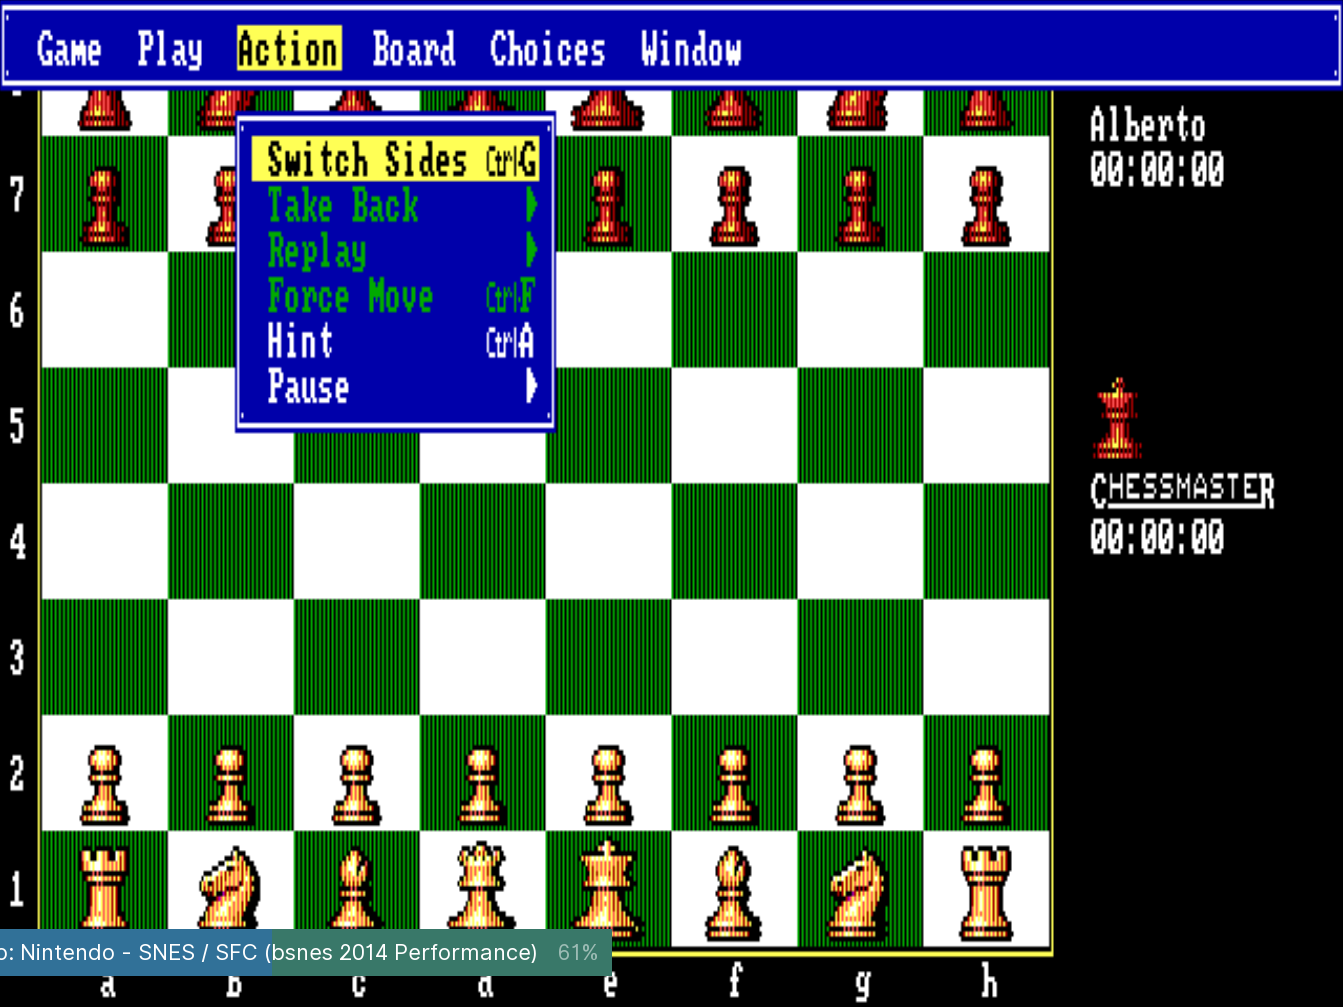 Game Play Action Board Choices Window
Switch Sides Ctrl-G
Take Back
Replay
Force Move Ctrl-F
Hint Ctrl-A
Pause
Alberto
00:00:00
CHESSMASTER
00:00:00
7
6
5
4
3
2
1
a b c d e f g h
o: Nintendo - SNES / SFC (bsnes 2014 Performance) 61%